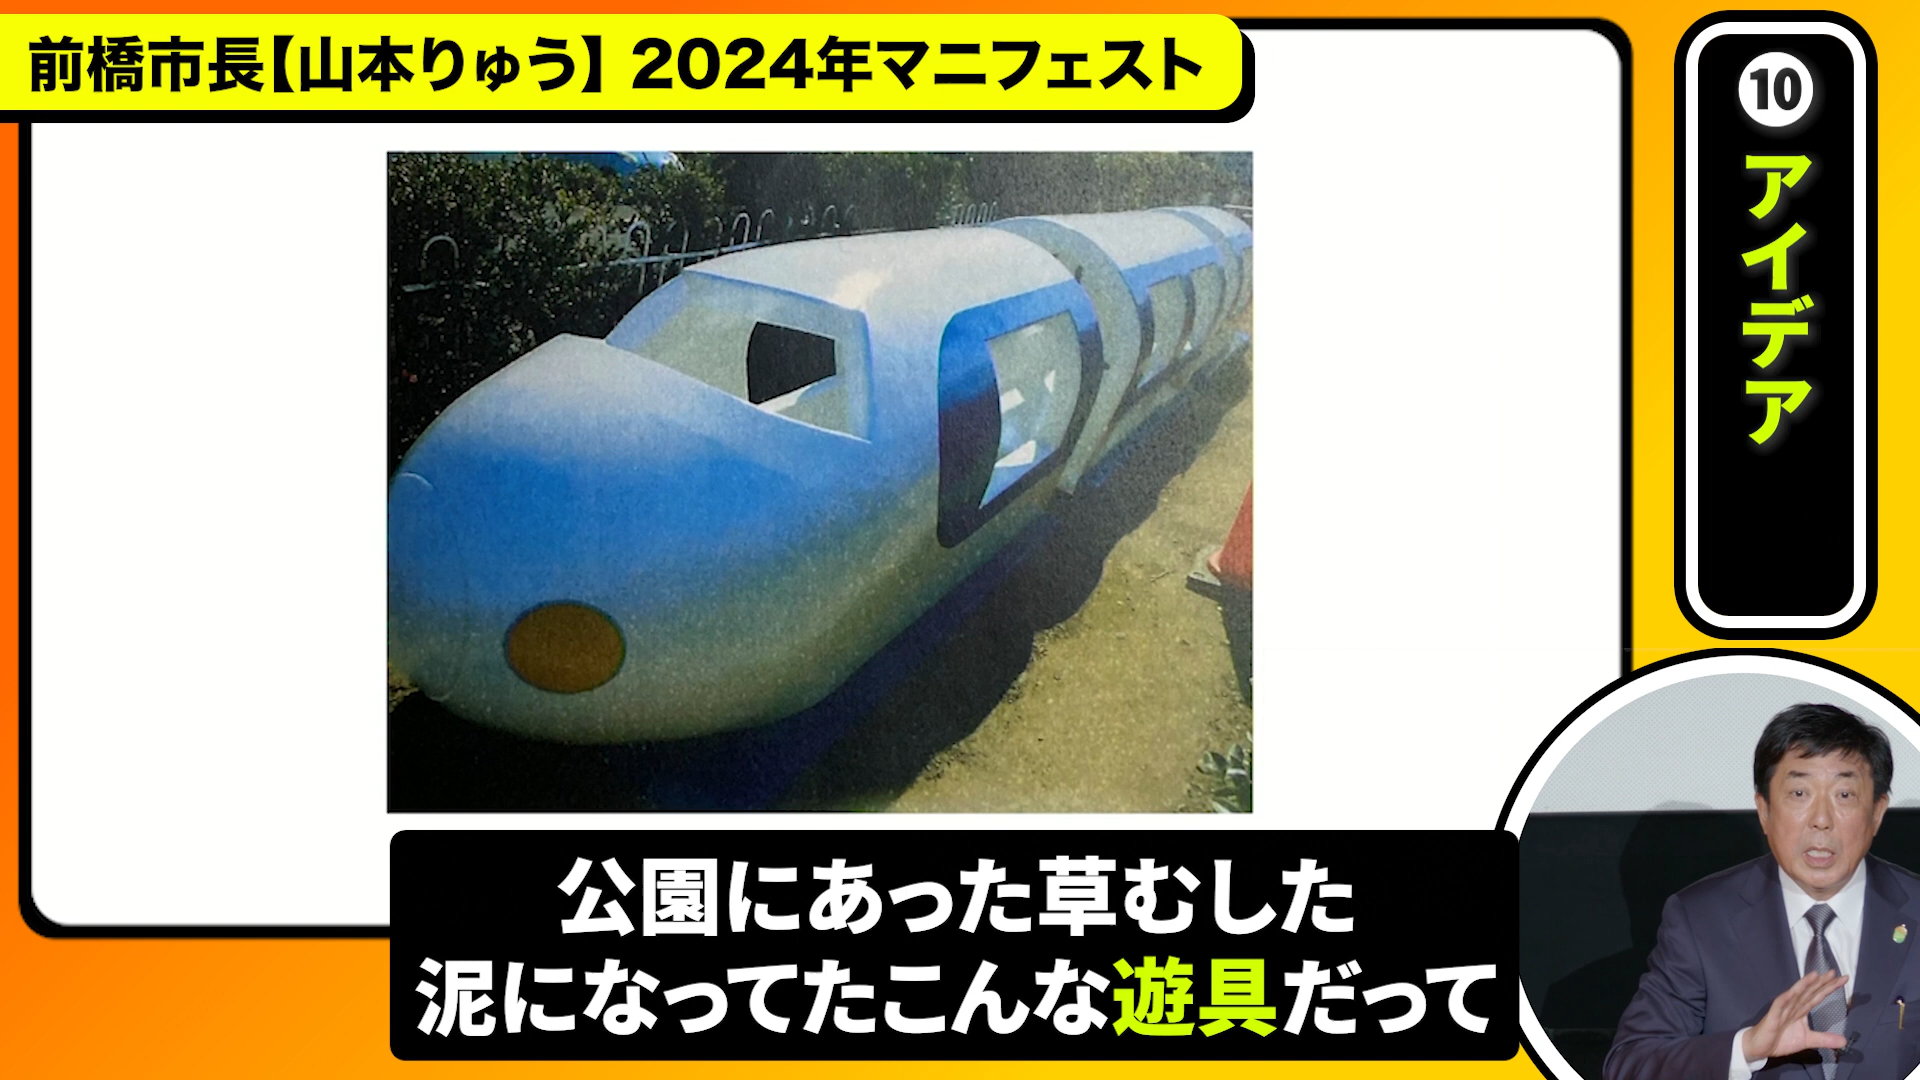 前橋市長【山本りゅう】 2024年マニフェスト
⑩アイデア
公園にあった草むした
泥になってたこんな遊具だって